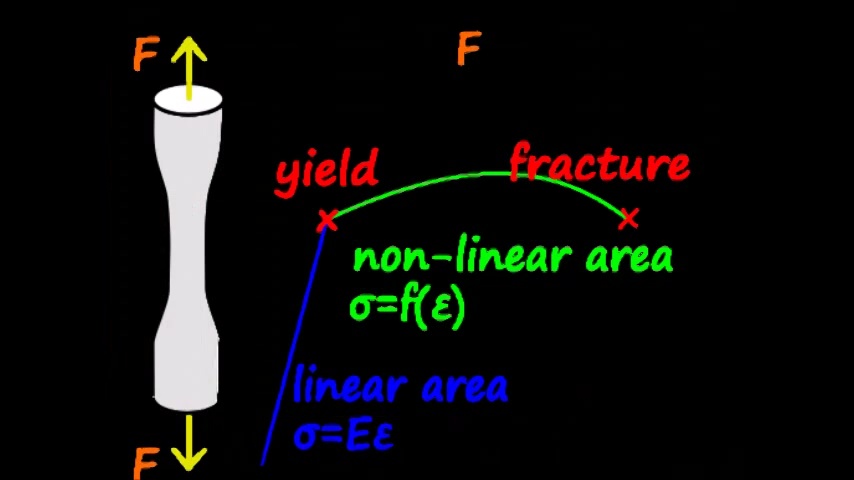 F
F
yield
fracture
non-linear area
σ=f(ε)
linear area
σ=Eε
F